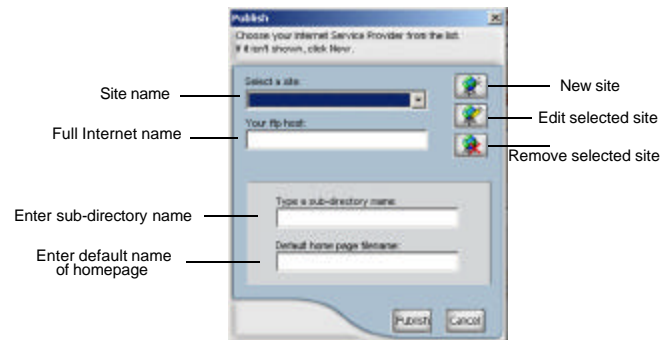 Publish
Choose your Internet Service Provider from the list.
If it isn't shown, click New.
Select a site:
Site name
New site
Edit selected site
Your ftp host:
Full Internet name
Remove selected site
Type a sub-directory name:
Enter sub-directory name
Default home page filename:
Enter default name
of homepage
Publish
Cancel